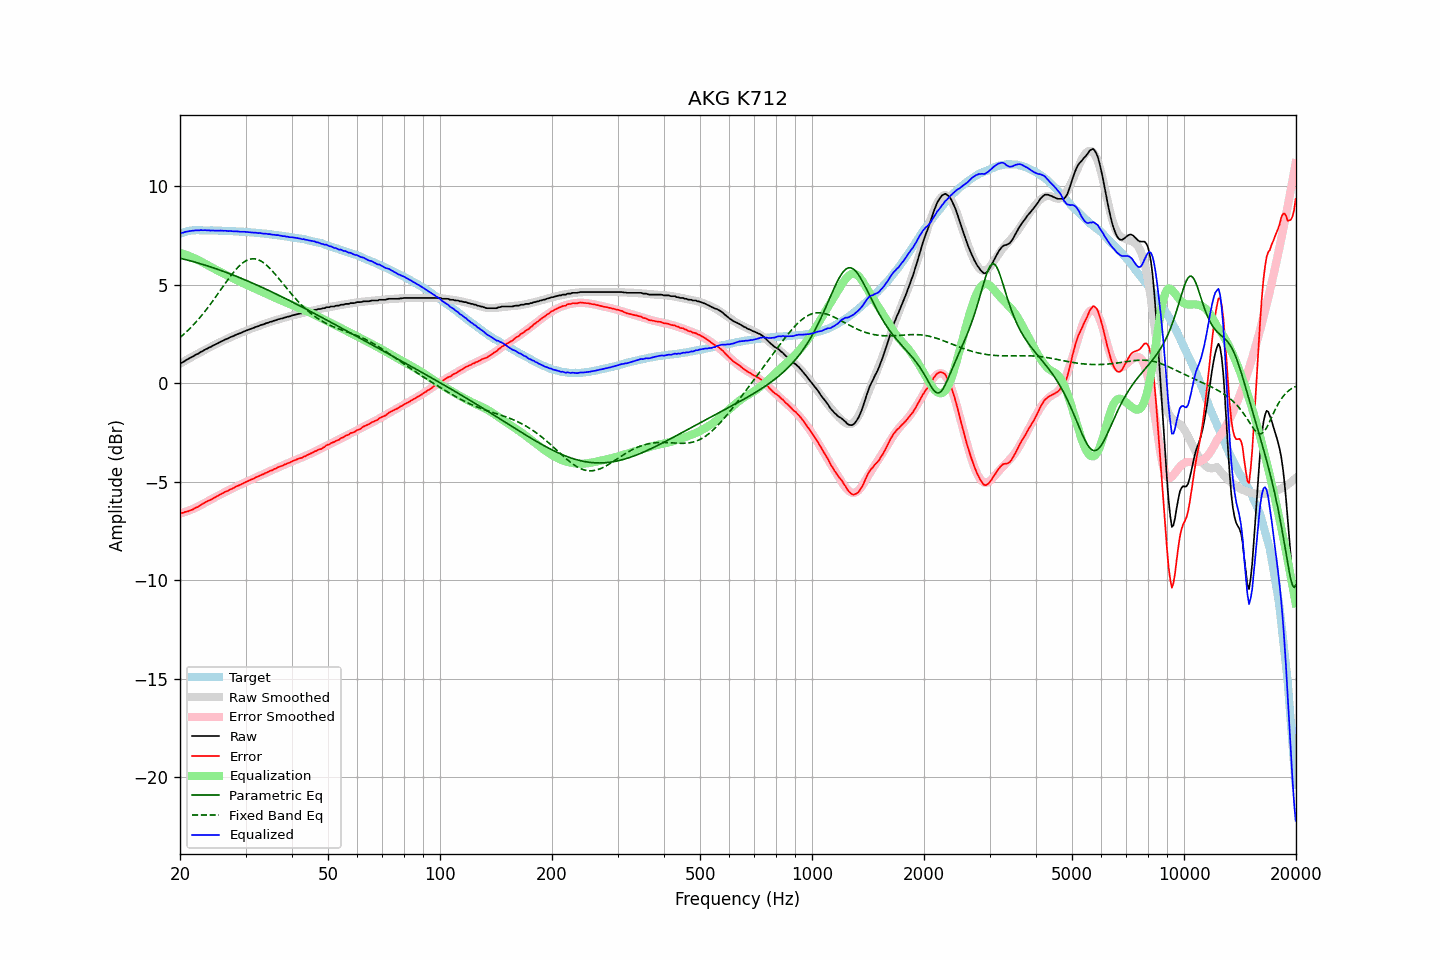 AKG K712
Amplitude (dBr)
10
5
0
−5
−10
−15
−20
Target
Raw Smoothed
Error Smoothed
Raw
Error
Equalization
Parametric Eq
Fixed Band Eq
Equalized
20 50 100 200 500 1000 2000 5000 10000 20000
Frequency (Hz)